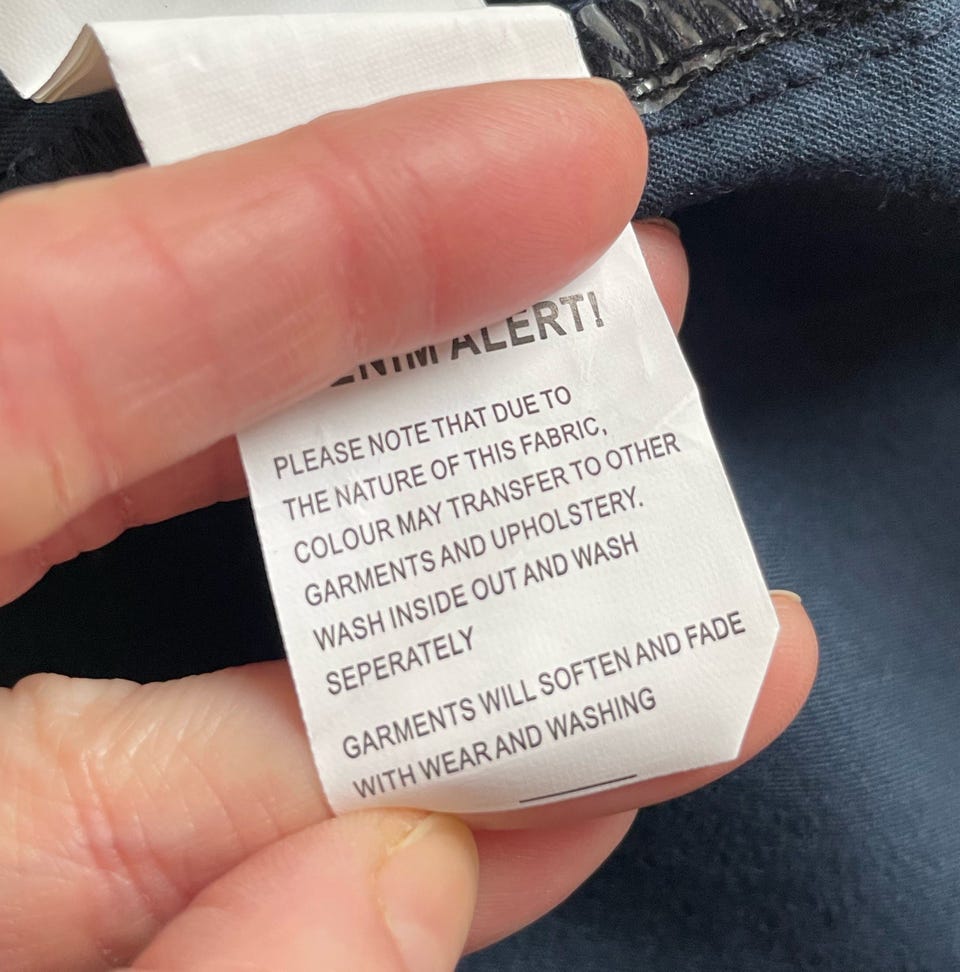 ALERT!
PLEASE NOTE THAT DUE TO
THE NATURE OF THIS FABRIC,
COLOUR MAY TRANSFER TO OTHER
GARMENTS AND UPHOLSTERY.
WASH INSIDE OUT AND WASH
SEPERATELY
GARMENTS WILL SOFTEN AND FADE
WITH WEAR AND WASHING